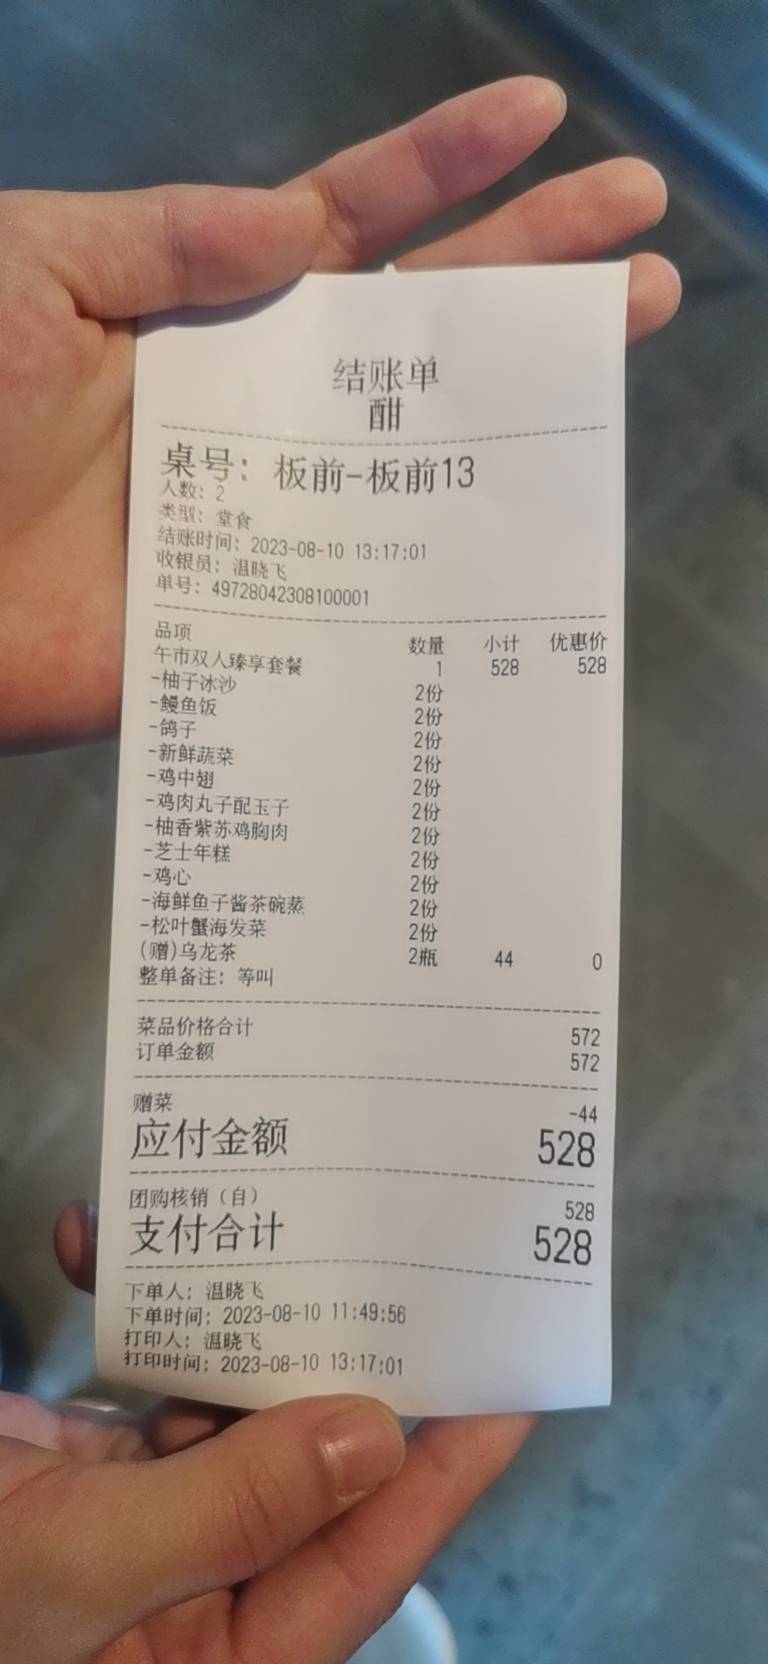 结账单
酣
桌号: 板前-板前13
人数: 2
类型: 堂食
结账时间: 2023-08-10 13:17:01
收银员: 温晓飞
单号: 49728042308100001
品项 数量 小计 优惠价
午市双人臻享套餐 1 528 528
-柚子冰沙 2份
-鳗鱼饭 2份
-鸽子 2份
-新鲜蔬菜 2份
-鸡中翅 2份
-鸡肉丸子配玉子 2份
-柚香紫苏鸡胸肉 2份
-芝士年糕 2份
-鸡心 2份
-海鲜鱼子酱茶碗蒸 2份
-松叶蟹海发菜 2份
(赠)乌龙茶 2瓶 44 0
整单备注: 等叫
菜品价格合计 572
订单金额 572
赠菜 -44
应付金额 528
团购核销(自) 528
支付合计 528
下单人: 温晓飞
下单时间: 2023-08-10 11:49:56
打印人: 温晓飞
打印时间: 2023-08-10 13:17:01